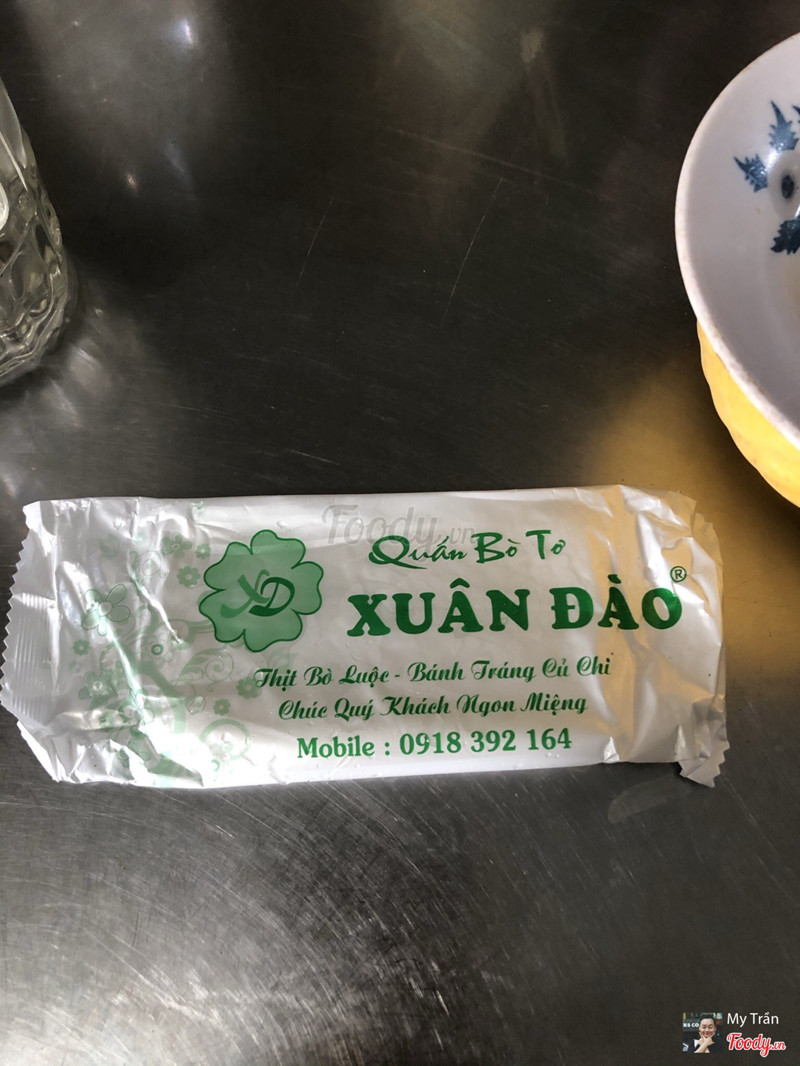 Foody.vn
Quán Bò Tơ
XD
XUÂN ĐÀO®
Thịt Bò Luộc - Bánh Tráng Củ Chi
Chúc Quý Khách Ngon Miệng
Mobile : 0918 392 164
My Trần
Foody.vn